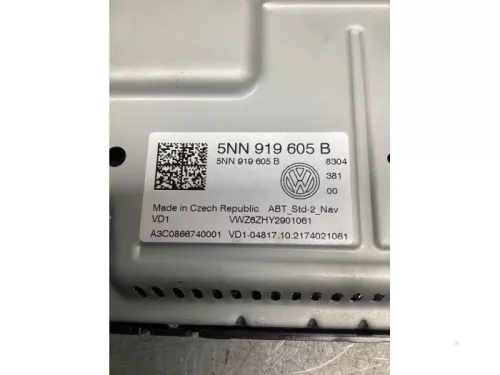 5NN 919 605 B
5NN 919 605 B 8304
381
00
Made in Czech Republic ABT_Std-2_Nav
VD1 VWZ6ZHY2901061
A3C0866740001 VD1-04817.10.2174021061